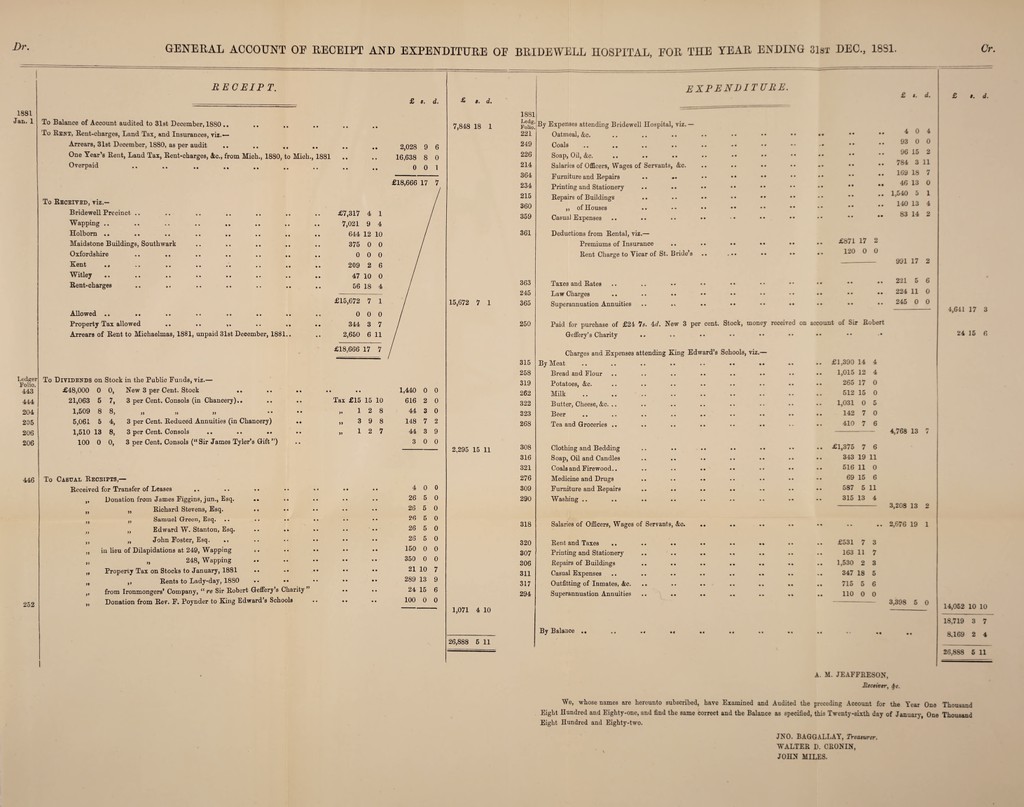 Dr. GENERAL ACCOUNT OF RECEIPT AND EXPENDITURE OF BRIDEWELL HOSPITAL, FOR THE YEAR ENDING 31ST DEC., 1881. Cr.
RECEIPT.
£ s. d. £ s. d.
1881
Jan. 1 To Balance of Account audited to 31st December, 1880 .. 7,848 18 1
To RENT, Rent-charges, Land Tax, and Insurances, viz.—
Arrears, 31st December, 1880, as per audit .. 2,028 9 6
One Year's Rent, Land Tax, Rent-charges, &c., from Mich., 1880, to Mich., 1881 .. 16,638 8 0
Overpaid .. 0 0 1
£18,666 17 7
To RECEIVED, viz.—
Bridewell Precinct .. £7,317 4 1
Wapping .. 7,021 9 4
Holborn .. 644 12 10
Maidstone Buildings, Southwark .. 375 0 0
Oxfordshire .. 0 0 0
Kent .. 209 2 6
Witley .. 47 10 0
Rent-charges .. 56 18 4
£15,672 7 1 15,672 7 1
Allowed .. 0 0 0
Property Tax allowed .. 344 3 7
Arrears of Rent to Michaelmas, 1881, unpaid 31st December, 1881 .. 2,650 6 11
£18,666 17 7
Ledger Folio. To DIVIDENDS on Stock in the Public Funds, viz.—
443 £48,000 0 0, New 3 per Cent. Stock .. 1,440 0 0
444 21,063 5 7, 3 per Cent. Consols (in Chancery) .. Tax £15 15 10 616 2 0
204 1,509 8 8, „ „ „ .. „ 1 2 8 44 3 0
205 5,061 5 4, 3 per Cent. Reduced Annuities (in Chancery) .. „ 3 9 8 148 7 2
206 1,510 13 8, 3 per Cent. Consols .. „ 1 2 7 44 3 9
206 100 0 0, 3 per Cent. Consols ("Sir James Tyler's Gift") .. 3 0 0
2,295 15 11
446 To CASUAL RECEIPTS,—
Received for Transfer of Leases .. 4 0 0
„ Donation from James Figgins, jun., Esq. .. 26 5 0
„ „ Richard Stevens, Esq. .. 26 5 0
„ „ Samuel Green, Esq. .. 26 5 0
„ „ Edward W. Stanton, Esq. .. 26 5 0
„ „ John Foster, Esq. .. 26 5 0
„ in lieu of Dilapidations at 249, Wapping .. 150 0 0
„ „ 248, Wapping .. 350 0 0
„ Property Tax on Stocks to January, 1881 .. 21 10 7
„ „ Rents to Lady-day, 1880 .. 289 13 9
„ from Ironmongers' Company, "re Sir Robert Geffery's Charity" .. 24 15 6
252 „ Donation from Rev. F. Poynder to King Edward's Schools .. 100 0 0
1,071 4 10
26,888 5 11
EXPENDITURE.
£ s. d. £ s. d.
1881
Ledg. Folio. By Expenses attending Bridewell Hospital, viz.—
221 Oatmeal, &c. .. 4 0 4
249 Coals .. 93 0 0
226 Soap, Oil, &c. .. 96 15 2
214 Salaries of Officers, Wages of Servants, &c. .. 784 3 11
364 Furniture and Repairs .. 169 18 7
234 Printing and Stationery .. 46 13 0
215 Repairs of Buildings .. 1,540 5 1
360 „ of Houses .. 140 13 4
359 Casual Expenses .. 83 14 2
361 Deductions from Rental, viz.—
Premiums of Insurance .. £871 17 2
Rent Charge to Vicar of St. Bride's .. 120 0 0
991 17 2
363 Taxes and Rates .. 221 5 6
245 Law Charges .. 224 11 0
365 Superannuation Annuities .. 245 0 0
4,641 17 3
250 Paid for purchase of £24 7s. 4d. New 3 per cent. Stock, money received on account of Sir Robert
Geffery's Charity .. 24 15 6
Charges and Expenses attending King Edward's Schools, viz.—
315 By Meat .. £1,390 14 4
258 Bread and Flour .. 1,015 12 4
319 Potatoes, &c. .. 265 17 0
262 Milk .. 512 15 0
322 Butter, Cheese, &c. .. 1,031 0 5
323 Beer .. 142 7 0
268 Tea and Groceries .. 410 7 6
4,768 13 7
308 Clothing and Bedding .. £1,375 7 6
316 Soap, Oil and Candles .. 343 19 11
321 Coals and Firewood .. 516 11 0
276 Medicine and Drugs .. 69 15 6
309 Furniture and Repairs .. 587 5 11
290 Washing .. 315 13 4
3,208 13 2
318 Salaries of Officers, Wages of Servants, &c. .. 2,676 19 1
320 Rent and Taxes .. £531 7 3
307 Printing and Stationery .. 163 11 7
306 Repairs of Buildings .. 1,530 2 3
311 Casual Expenses .. 347 18 5
317 Outfitting of Inmates, &c. .. 715 5 6
294 Superannuation Annuities .. 110 0 0
3,398 5 0 14,052 10 10
18,719 3 7
By Balance .. 8,169 2 4
26,888 5 11
A. M. JEAFFRESON,
Receiver, &c.
We, whose names are hereunto subscribed, have Examined and Audited the preceding Account for the Year One Thousand
Eight Hundred and Eighty-one, and find the same correct and the Balance as specified, this Twenty-sixth day of January, One Thousand
Eight Hundred and Eighty-two.
JNO. BAGGALLAY, Treasurer.
WALTER D. CRONIN,
JOHN MILES.